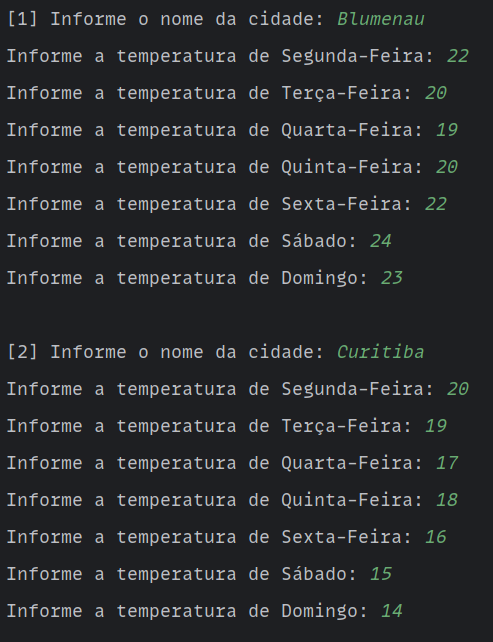 [1] Informe o nome da cidade: Blumenau
Informe a temperatura de Segunda-Feira: 22
Informe a temperatura de Terça-Feira: 20
Informe a temperatura de Quarta-Feira: 19
Informe a temperatura de Quinta-Feira: 20
Informe a temperatura de Sexta-Feira: 22
Informe a temperatura de Sábado: 24
Informe a temperatura de Domingo: 23
[2] Informe o nome da cidade: Curitiba
Informe a temperatura de Segunda-Feira: 20
Informe a temperatura de Terça-Feira: 19
Informe a temperatura de Quarta-Feira: 17
Informe a temperatura de Quinta-Feira: 18
Informe a temperatura de Sexta-Feira: 16
Informe a temperatura de Sábado: 15
Informe a temperatura de Domingo: 14